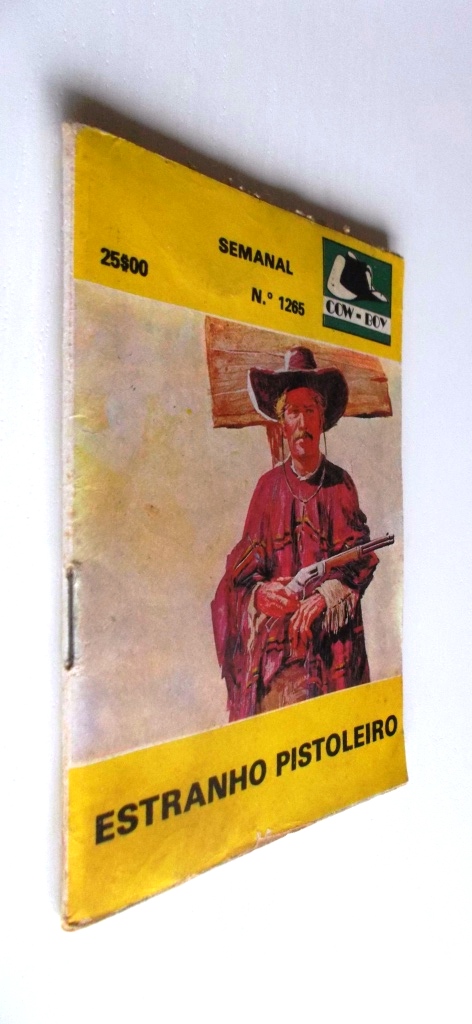 25$00
SEMANAL
N.º 1265
COW - BOY
ESTRANHO PISTOLEIRO